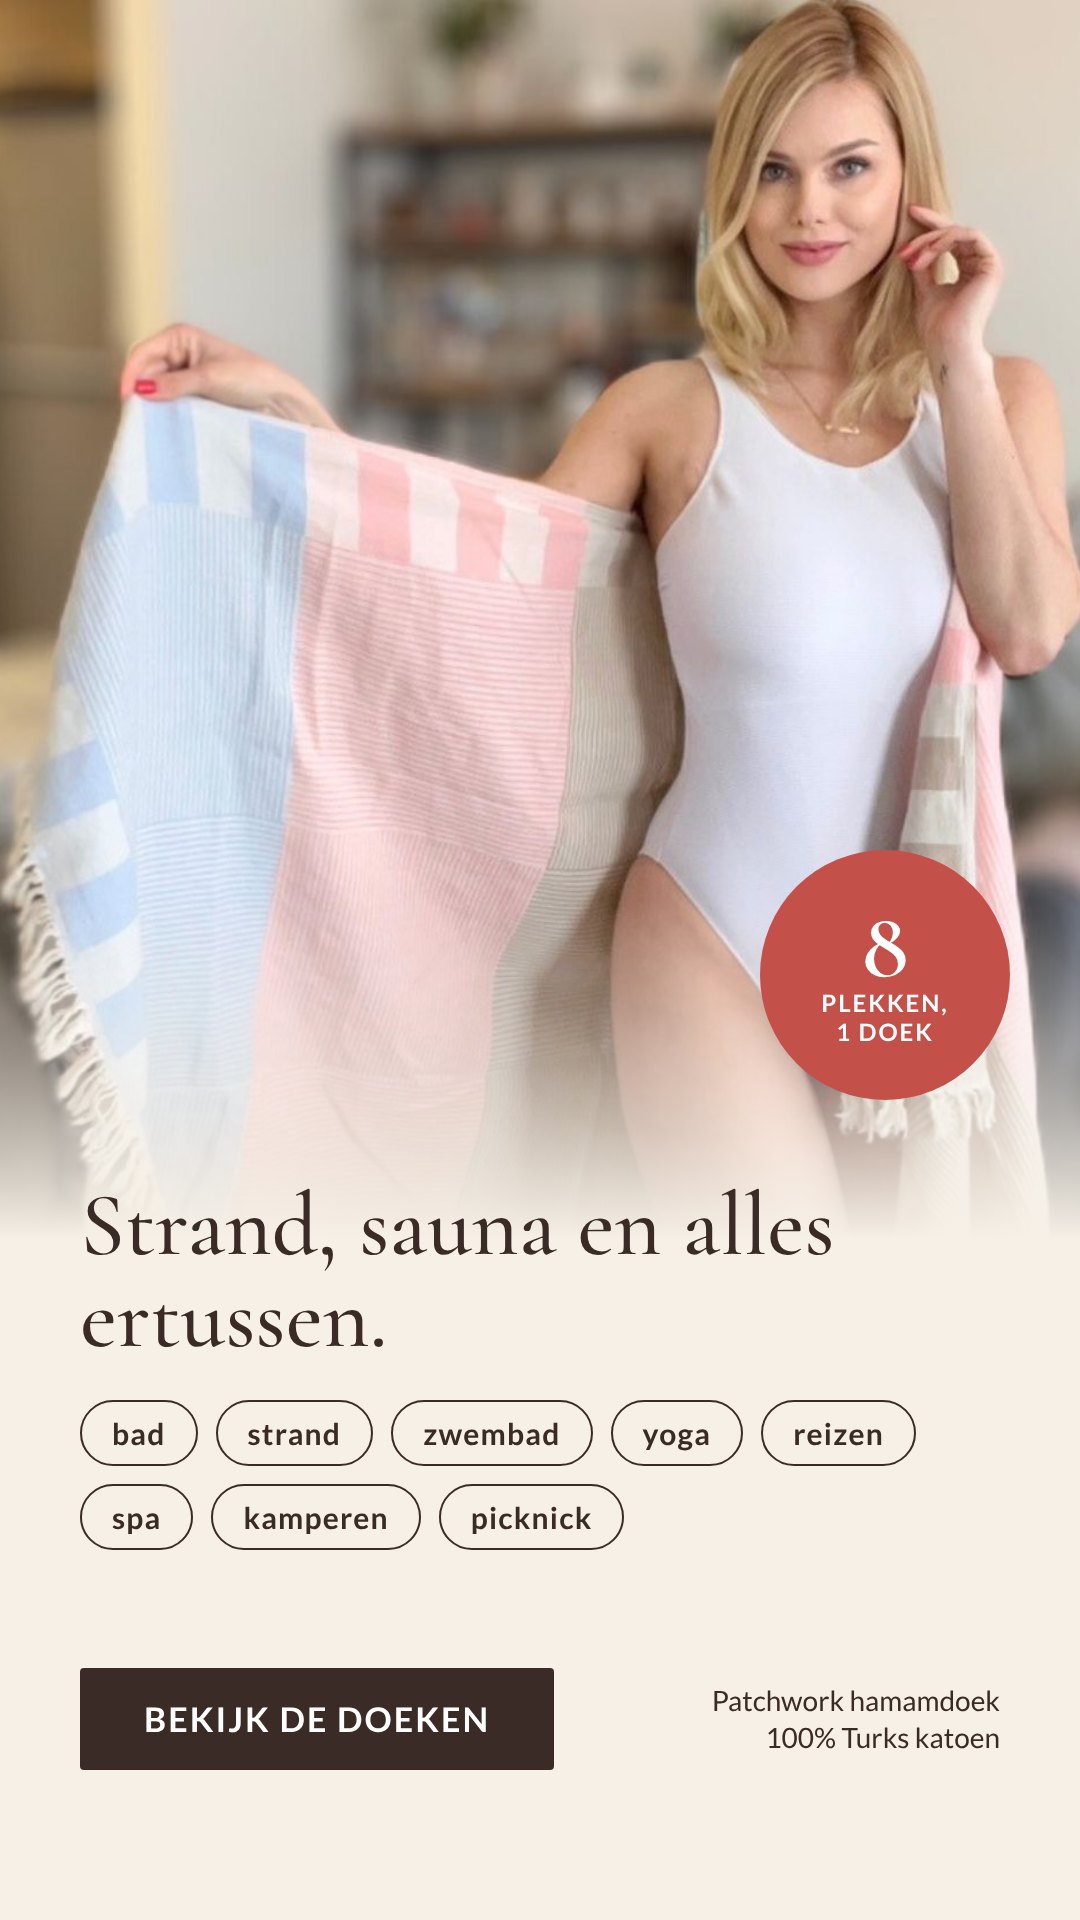 8
PLEKKEN,
1 DOEK
Strand, sauna en alles
ertussen.
bad strand zwembad yoga reizen
spa kamperen picknick
BEKIJK DE DOEKEN
Patchwork hamamdoek
100% Turks katoen